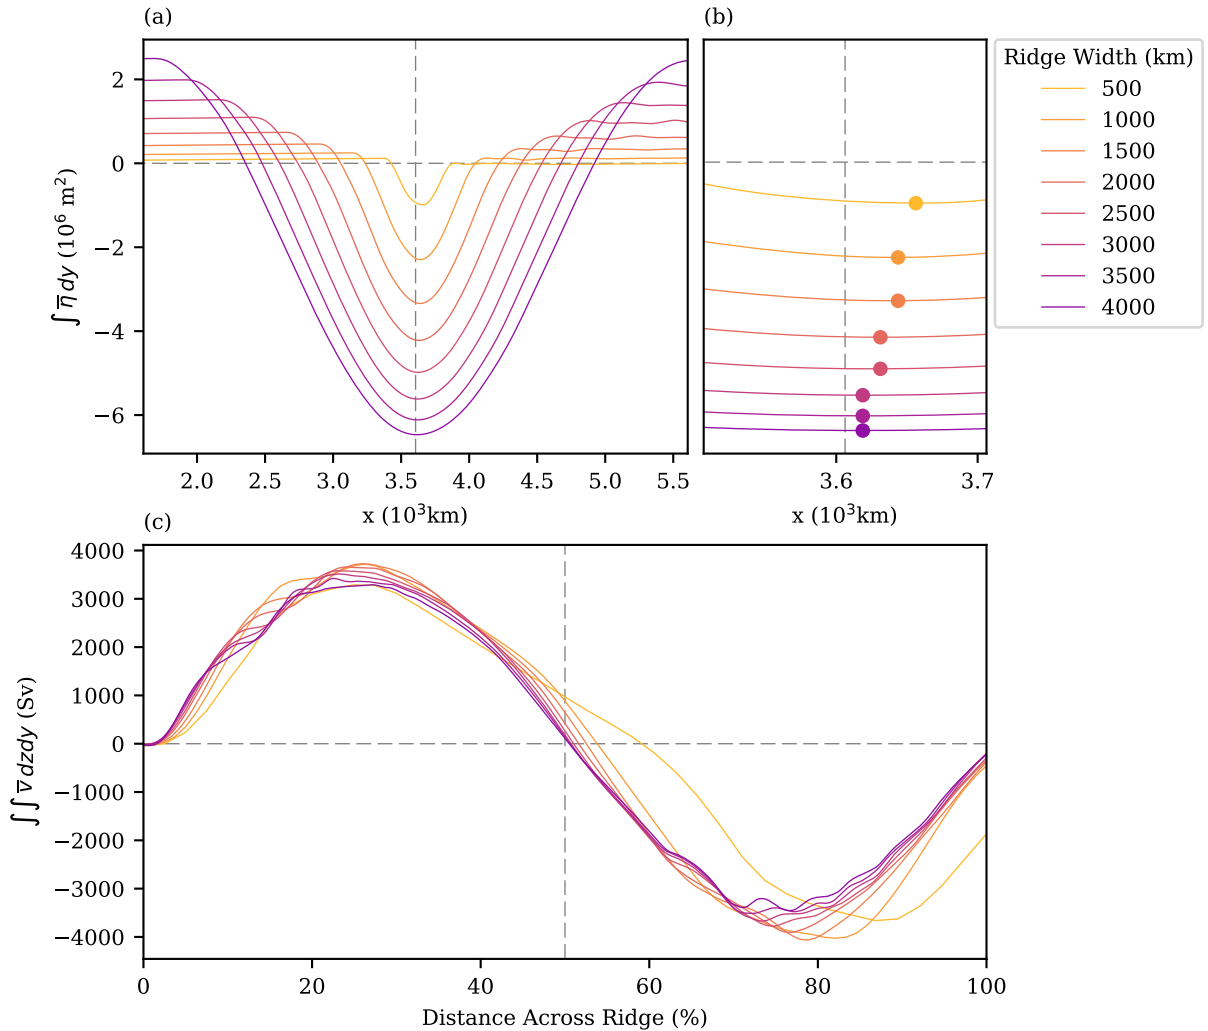 (a)
(b)
2
0
−2
−4
−6
∫ η̅ dy (10⁶ m²)
2.0 2.5 3.0 3.5 4.0 4.5 5.0 5.5
x (10³km)
3.6 3.7
x (10³km)
Ridge Width (km)
500
1000
1500
2000
2500
3000
3500
4000
(c)
4000
3000
2000
1000
0
−1000
−2000
−3000
−4000
∫∫ v̅ dzdy (Sv)
0 20 40 60 80 100
Distance Across Ridge (%)